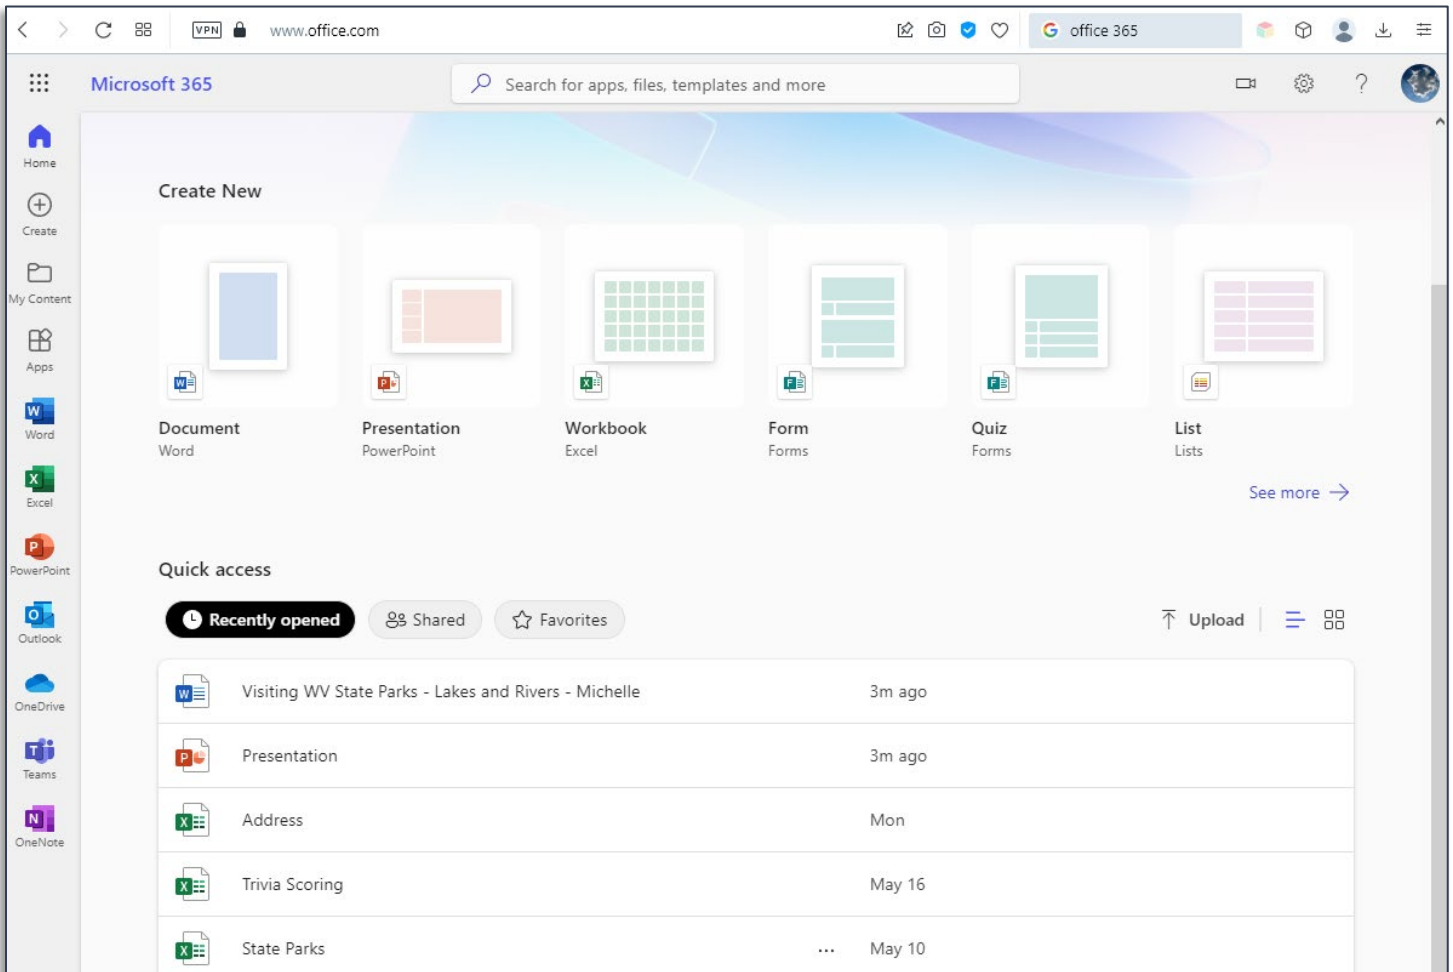 VPN www.office.com office 365
Microsoft 365 Search for apps, files, templates and more
Home
Create
My Content
Apps
Word
Excel
PowerPoint
Outlook
OneDrive
Teams
OneNote
Create New
Document
Word
Presentation
PowerPoint
Workbook
Excel
Form
Forms
Quiz
Forms
List
Lists
See more
Quick access
Recently opened Shared Favorites Upload
Visiting WV State Parks - Lakes and Rivers - Michelle 3m ago
Presentation 3m ago
Address Mon
Trivia Scoring May 16
State Parks ... May 10